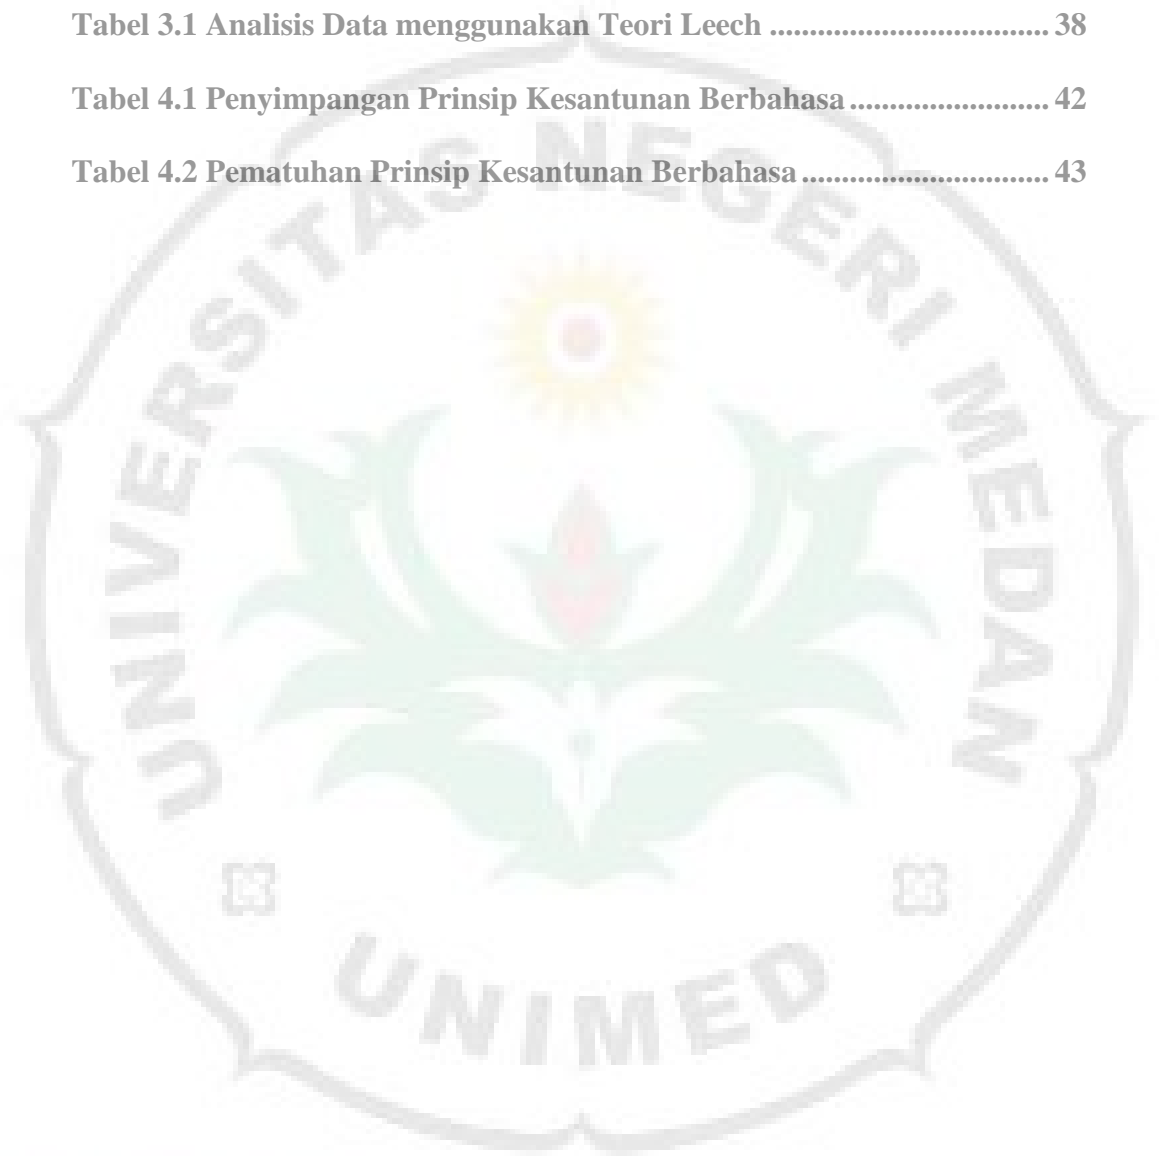 Tabel 3.1 Analisis Data menggunakan Teori Leech ................................... 38
Tabel 4.1 Penyimpangan Prinsip Kesantunan Berbahasa ......................... 42
Tabel 4.2 Pematuhan Prinsip Kesantunan Berbahasa ............................... 43
UNIVERSITAS NEGERI MEDAN
UNIMED